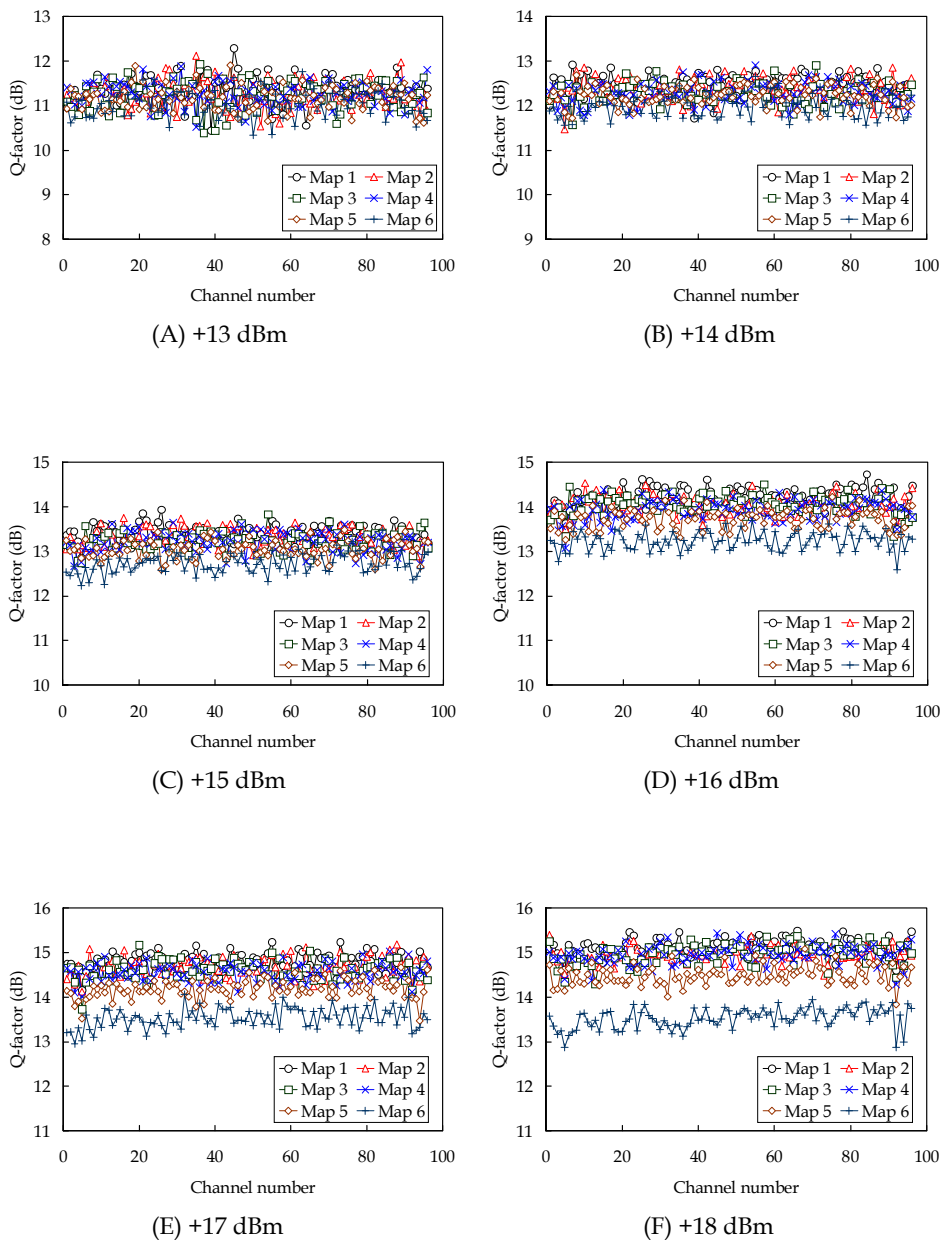 13
12
11
10
9
8
Q-factor (dB)
Map 1 Map 2
Map 3 Map 4
Map 5 Map 6
0 20 40 60 80 100
Channel number
(A) +13 dBm
14
13
12
11
10
9
Q-factor (dB)
Map 1 Map 2
Map 3 Map 4
Map 5 Map 6
0 20 40 60 80 100
Channel number
(B) +14 dBm
15
14
13
12
11
10
Q-factor (dB)
Map 1 Map 2
Map 3 Map 4
Map 5 Map 6
0 20 40 60 80 100
Channel number
(C) +15 dBm
15
14
13
12
11
10
Q-factor (dB)
Map 1 Map 2
Map 3 Map 4
Map 5 Map 6
0 20 40 60 80 100
Channel number
(D) +16 dBm
16
15
14
13
12
11
Q-factor (dB)
Map 1 Map 2
Map 3 Map 4
Map 5 Map 6
0 20 40 60 80 100
Channel number
(E) +17 dBm
16
15
14
13
12
11
Q-factor (dB)
Map 1 Map 2
Map 3 Map 4
Map 5 Map 6
0 20 40 60 80 100
Channel number
(F) +18 dBm